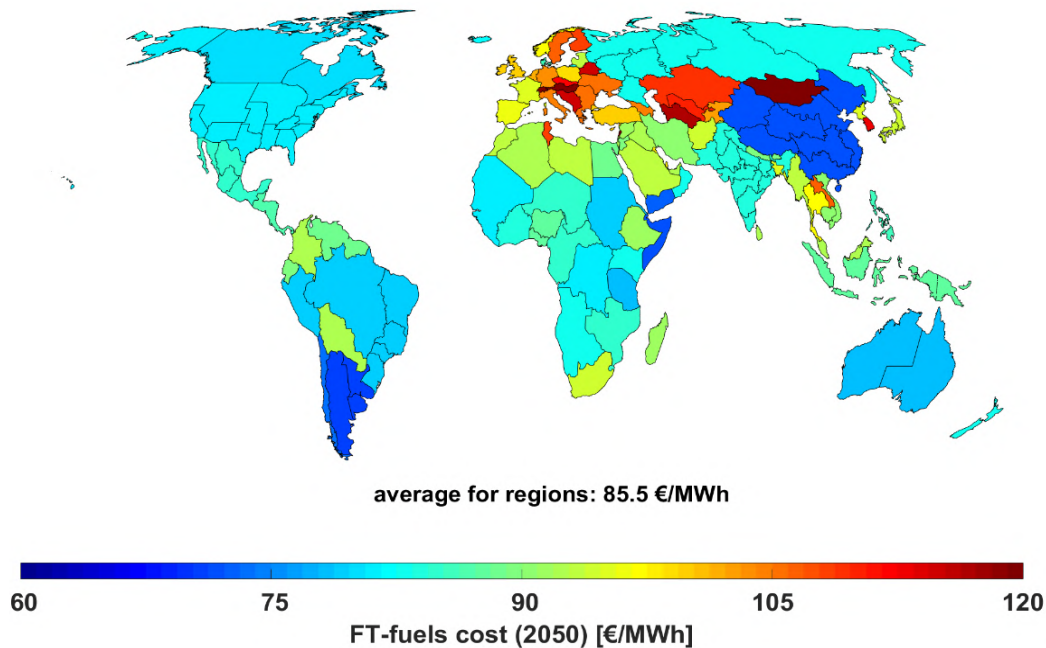 average for regions: 85.5 €/MWh
60 75 90 105 120
FT-fuels cost (2050) [€/MWh]